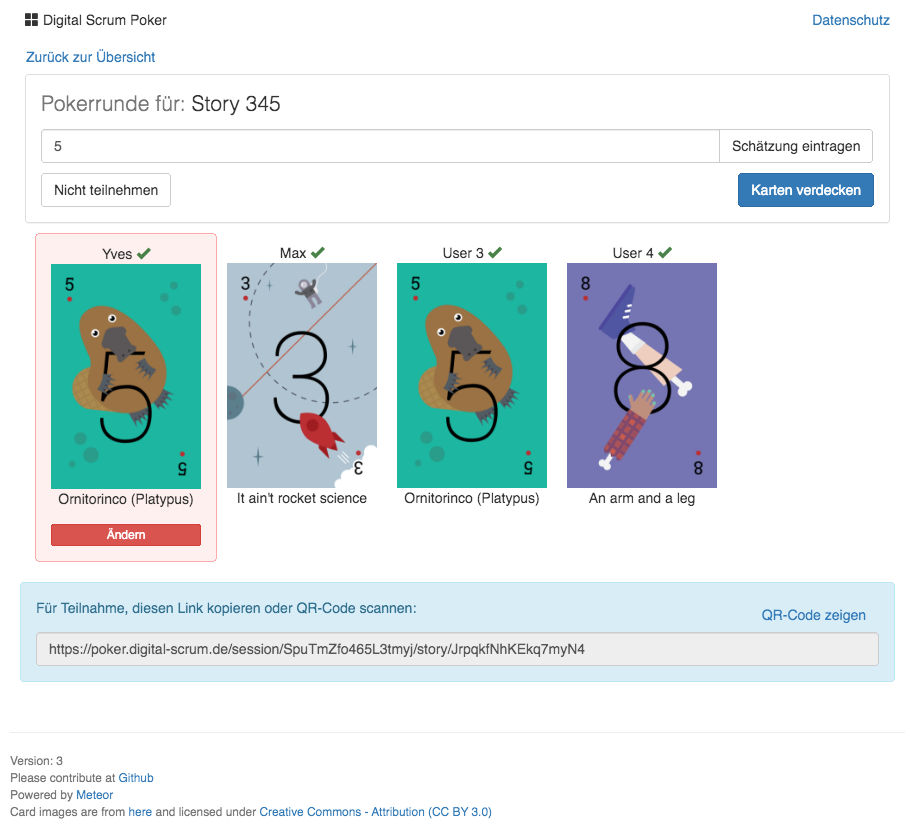 Digital Scrum Poker
Datenschutz
Zurück zur Übersicht
Pokerrunde für: Story 345
5
Schätzung eintragen
Nicht teilnehmen
Karten verdecken
Yves
5
5
5
Ornitorinco (Platypus)
Ändern
Max
3
3
3
It ain't rocket science
User 3
5
5
5
Ornitorinco (Platypus)
User 4
8
8
8
An arm and a leg
Für Teilnahme, diesen Link kopieren oder QR-Code scannen:
QR-Code zeigen
https://poker.digital-scrum.de/session/SpuTmZfo465L3tmyj/story/JrpqkfNhKEkq7myN4
Version: 3
Please contribute at Github
Powered by Meteor
Card images are from here and licensed under Creative Commons - Attribution (CC BY 3.0)